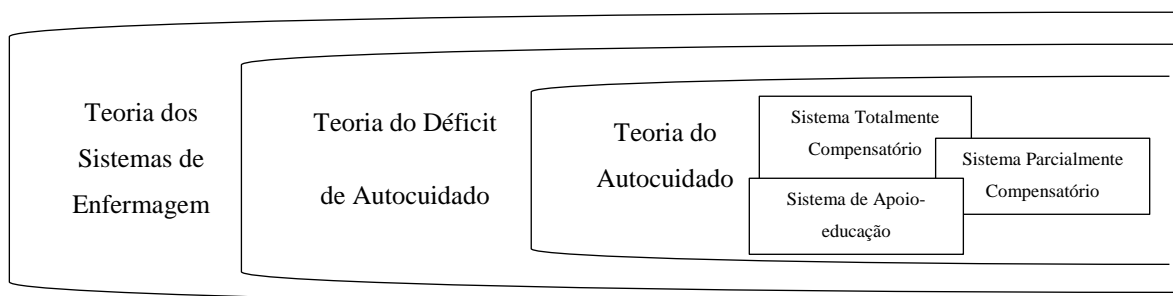 Teoria dos
Sistemas de
Enfermagem
Teoria do Déficit
de Autocuidado
Teoria do
Autocuidado
Sistema Totalmente
Compensatório
Sistema Parcialmente
Compensatório
Sistema de Apoio-
educação